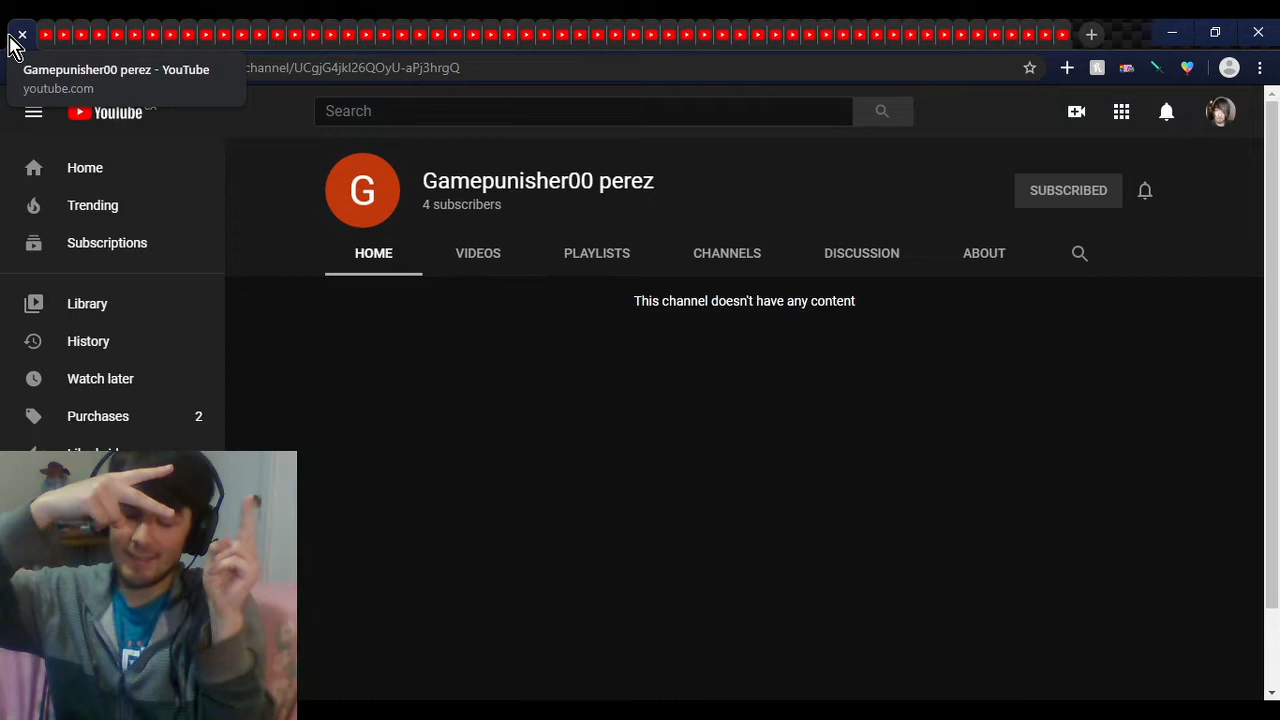 Gamepunisher00 perez - YouTube
youtube.com
channel/UCgjG4jkl26QOyU-aPj3hrgQ
YouTube
Search
Home
Trending
Subscriptions
Library
History
Watch later
Purchases 2
G
Gamepunisher00 perez
4 subscribers
SUBSCRIBED
HOME VIDEOS PLAYLISTS CHANNELS DISCUSSION ABOUT
This channel doesn't have any content